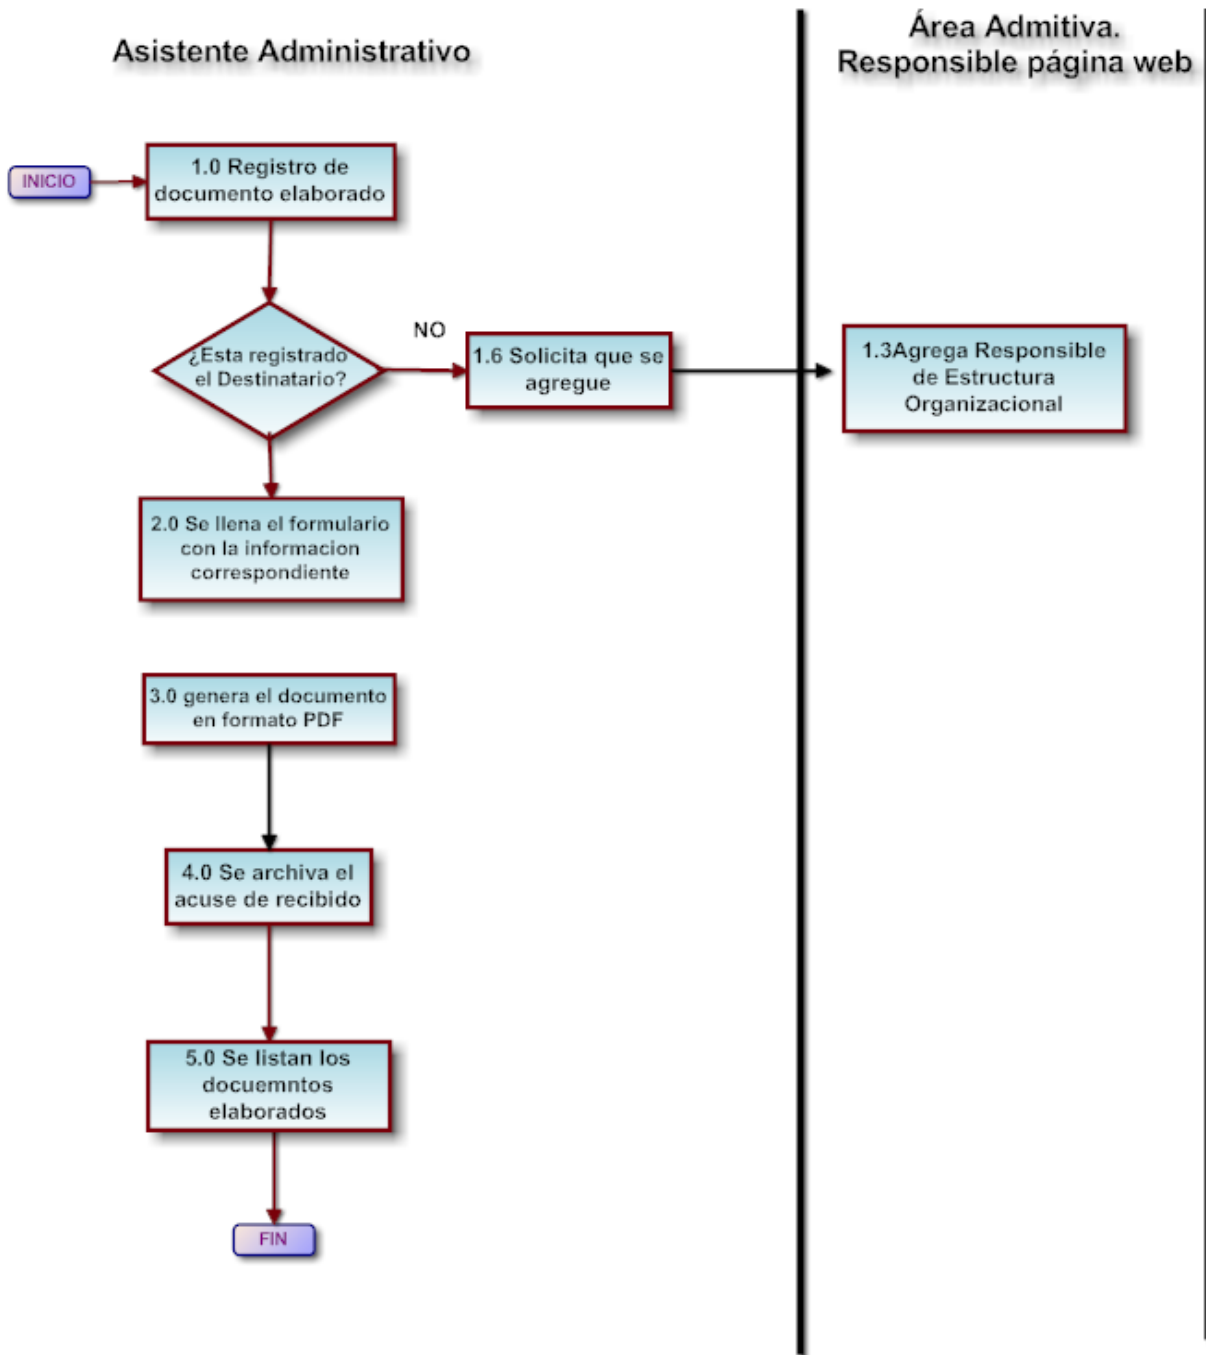 Asistente Administrativo
Área Admitiva.
Responsible página web
INICIO
1.0 Registro de
documento elaborado
¿Esta registrado
el Destinatario?
NO
1.6 Solicita que se
agregue
1.3Agrega Responsible
de Estructura
Organizacional
2.0 Se llena el formulario
con la informacion
correspondiente
3.0 genera el documento
en formato PDF
4.0 Se archiva el
acuse de recibido
5.0 Se listan los
docuemntos
elaborados
FIN